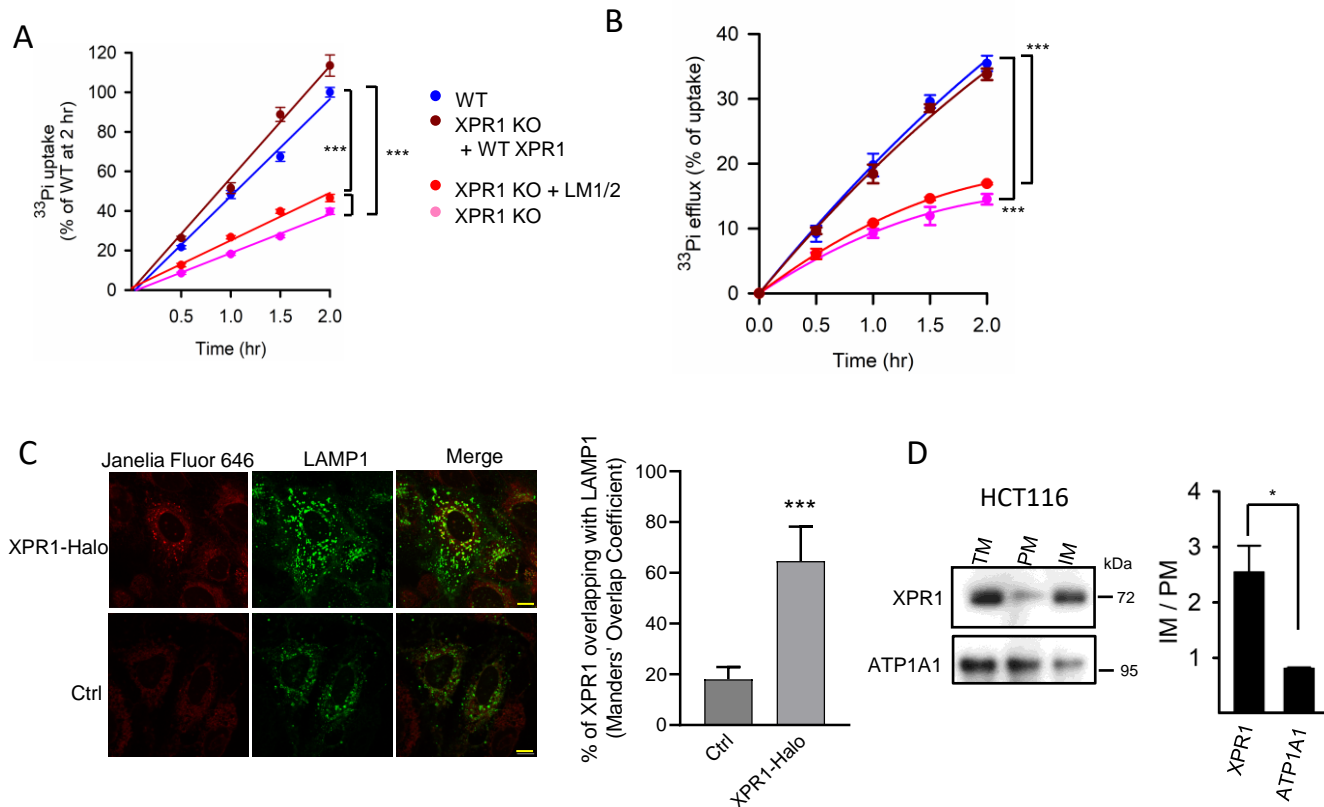 A
33Pi uptake
(% of WT at 2 hr)
120
100
80
60
40
20
0
0.5
1.0
1.5
2.0
Time (hr)
***
***
WT
XPR1 KO
+ WT XPR1
XPR1 KO + LM1/2
XPR1 KO
B
33Pi efflux (% of uptake)
40
30
20
10
0
0.0
0.5
1.0
1.5
2.0
Time (hr)
***
***
C
Janelia Fluor 646
LAMP1
Merge
XPR1-Halo
Ctrl
% of XPR1 overlapping with LAMP1
(Manders' Overlap Coefficient)
100
80
60
40
20
0
***
Ctrl
XPR1-Halo
D
HCT116
TM
PM
IM
kDa
XPR1
72
ATP1A1
95
IM / PM
4
3
2
1
*
XPR1
ATP1A1